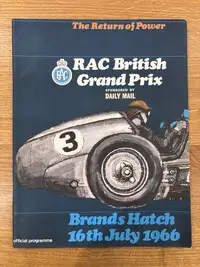 The Return of Power
RAC British
Grand Prix
SPONSORED BY
DAILY MAIL
3
Brands Hatch
16th July 1966
official programme